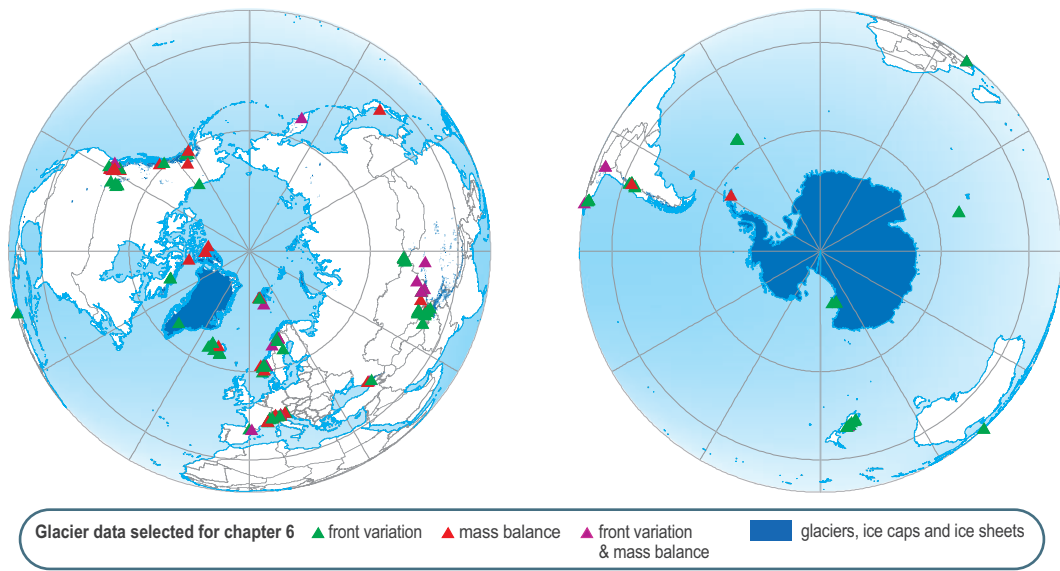 Glacier data selected for chapter 6 front variation mass balance front variation glaciers, ice caps and ice sheets
& mass balance